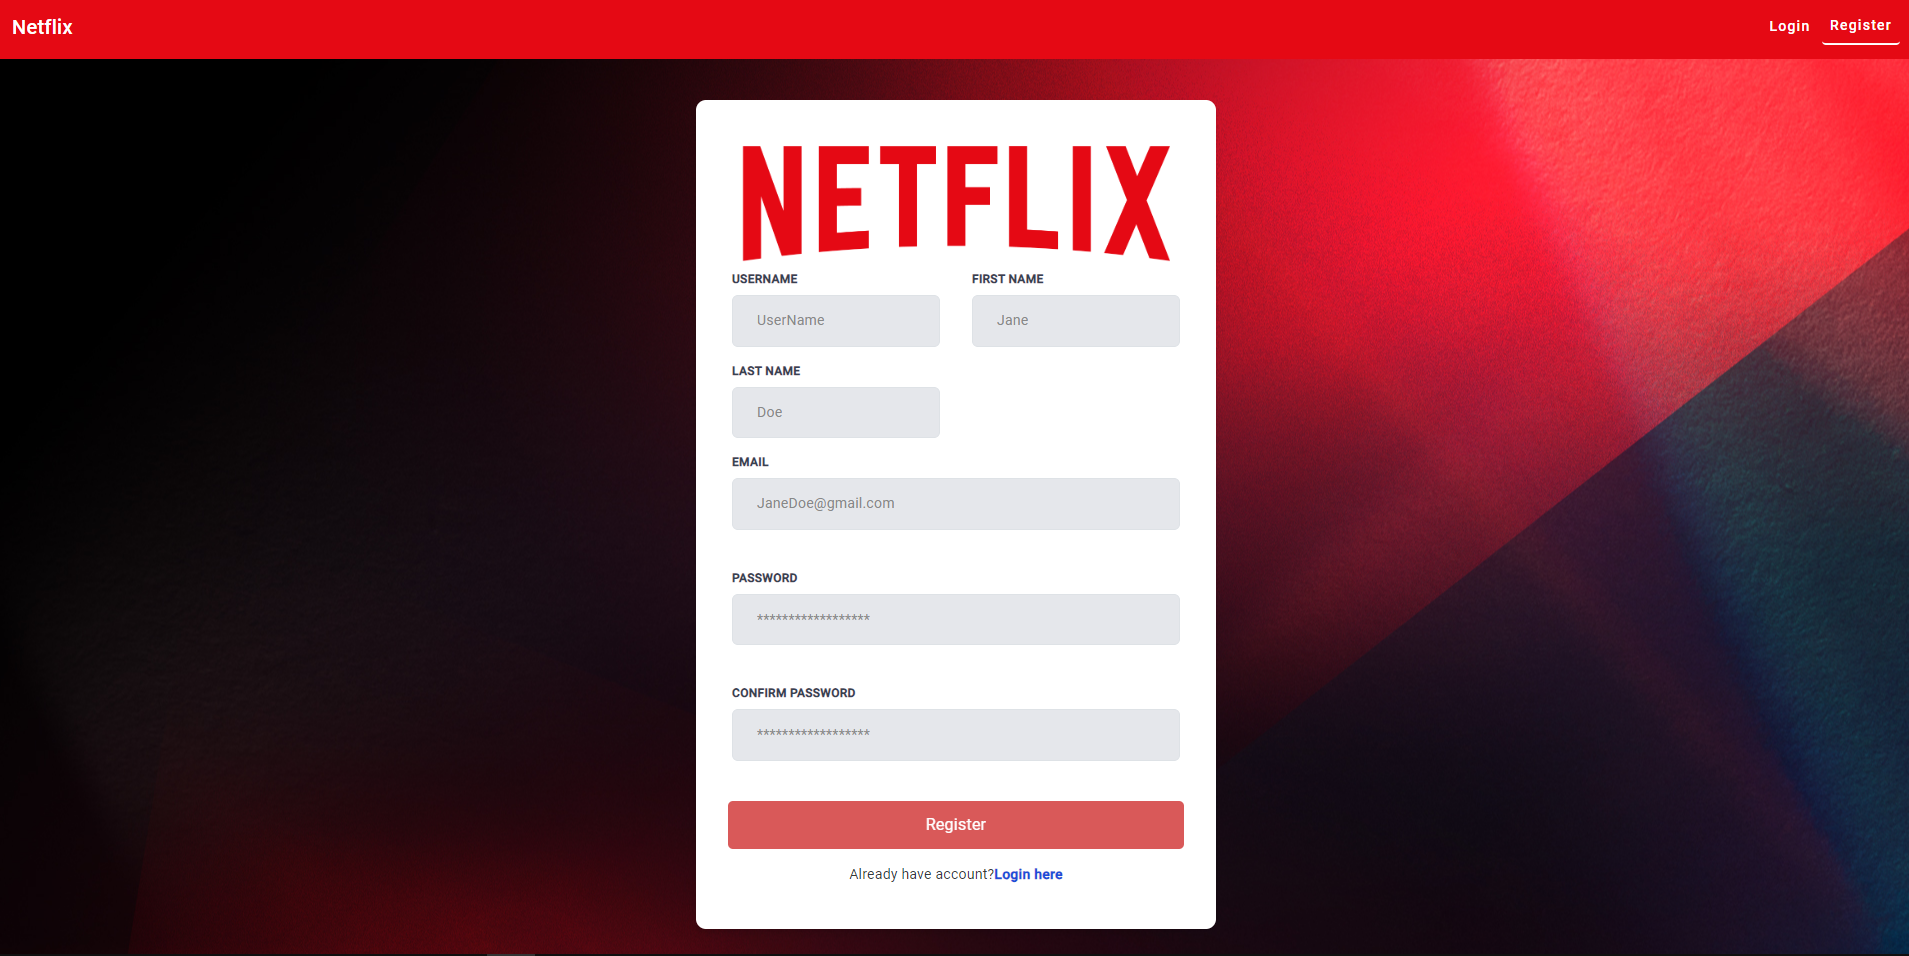 Netflix
Login Register
NETFLIX
USERNAME FIRST NAME
UserName Jane
LAST NAME
Doe
EMAIL
JaneDoe@gmail.com
PASSWORD
******************
CONFIRM PASSWORD
******************
Register
Already have account?Login here